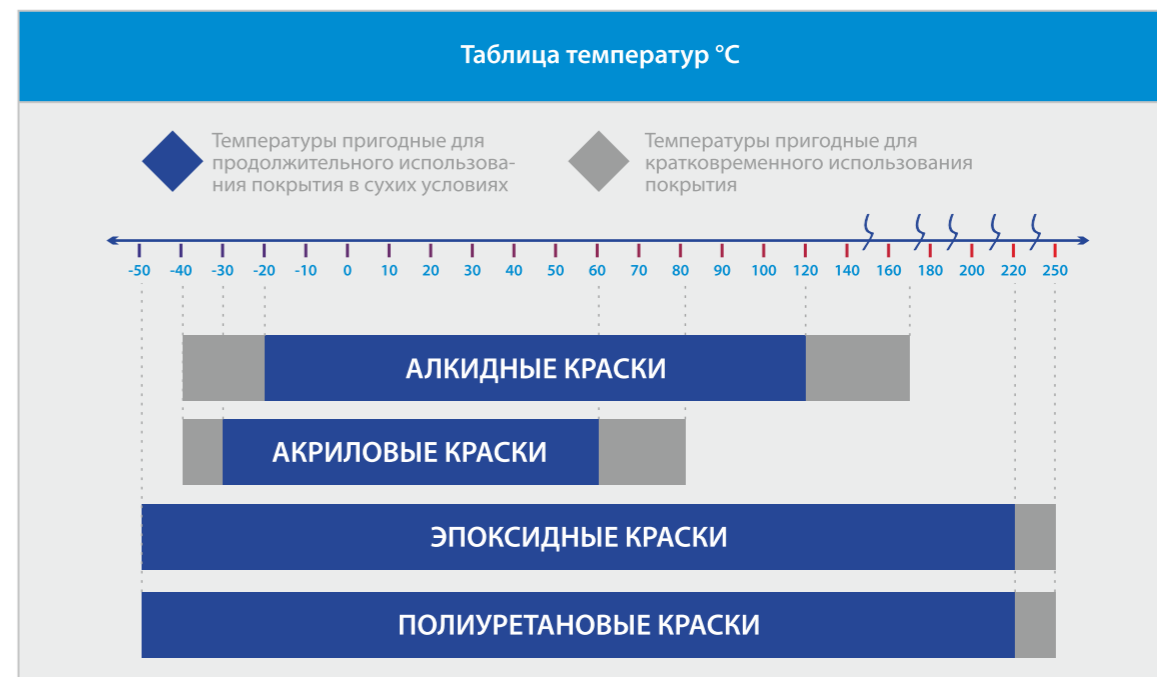 Таблица температур °C
Температуры пригодные для
продолжительного использова-
ния покрытия в сухих условиях
Температуры пригодные для
кратковременного использования
покрытия
-50 -40 -30 -20 -10 0 10 20 30 40 50 60 70 80 90 100 120 140 160 180 200 220 250
АЛКИДНЫЕ КРАСКИ
АКРИЛОВЫЕ КРАСКИ
ЭПОКСИДНЫЕ КРАСКИ
ПОЛИУРЕТАНОВЫЕ КРАСКИ